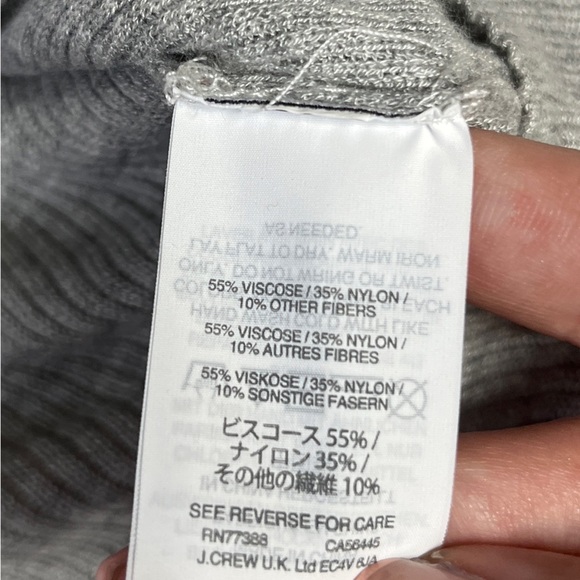 55% VISCOSE / 35% NYLON /
10% OTHER FIBERS
55% VISCOSE / 35% NYLON /
10% AUTRES FIBRES
55% VISKOSE / 35% NYLON /
10% SONSTIGE FASERN
ビスコース 55% /
ナイロン 35% /
その他の繊維 10%
SEE REVERSE FOR CARE
RN77388 CA56445
J.CREW U.K. Ltd EC4V 6JA